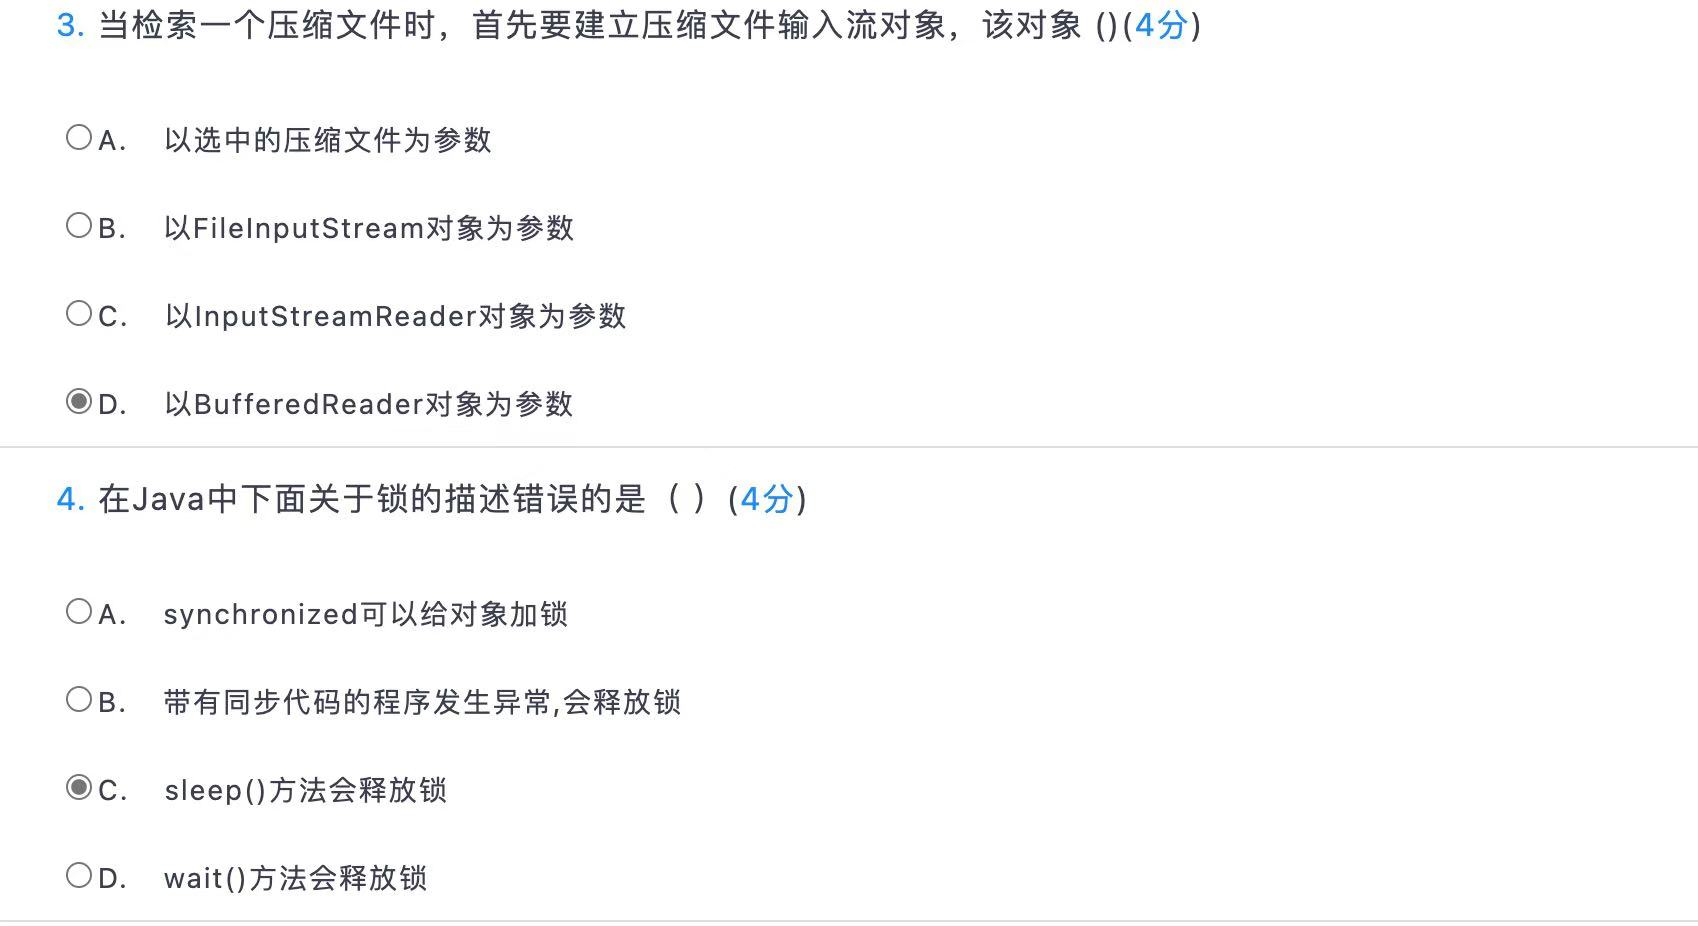 3. 当检索一个压缩文件时，首先要建立压缩文件输入流对象，该对象 ()(4分)
A. 以选中的压缩文件为参数
B. 以FileInputStream对象为参数
C. 以InputStreamReader对象为参数
D. 以BufferedReader对象为参数
4. 在Java中下面关于锁的描述错误的是（ ）(4分)
A. synchronized可以给对象加锁
B. 带有同步代码的程序发生异常,会释放锁
C. sleep()方法会释放锁
D. wait()方法会释放锁